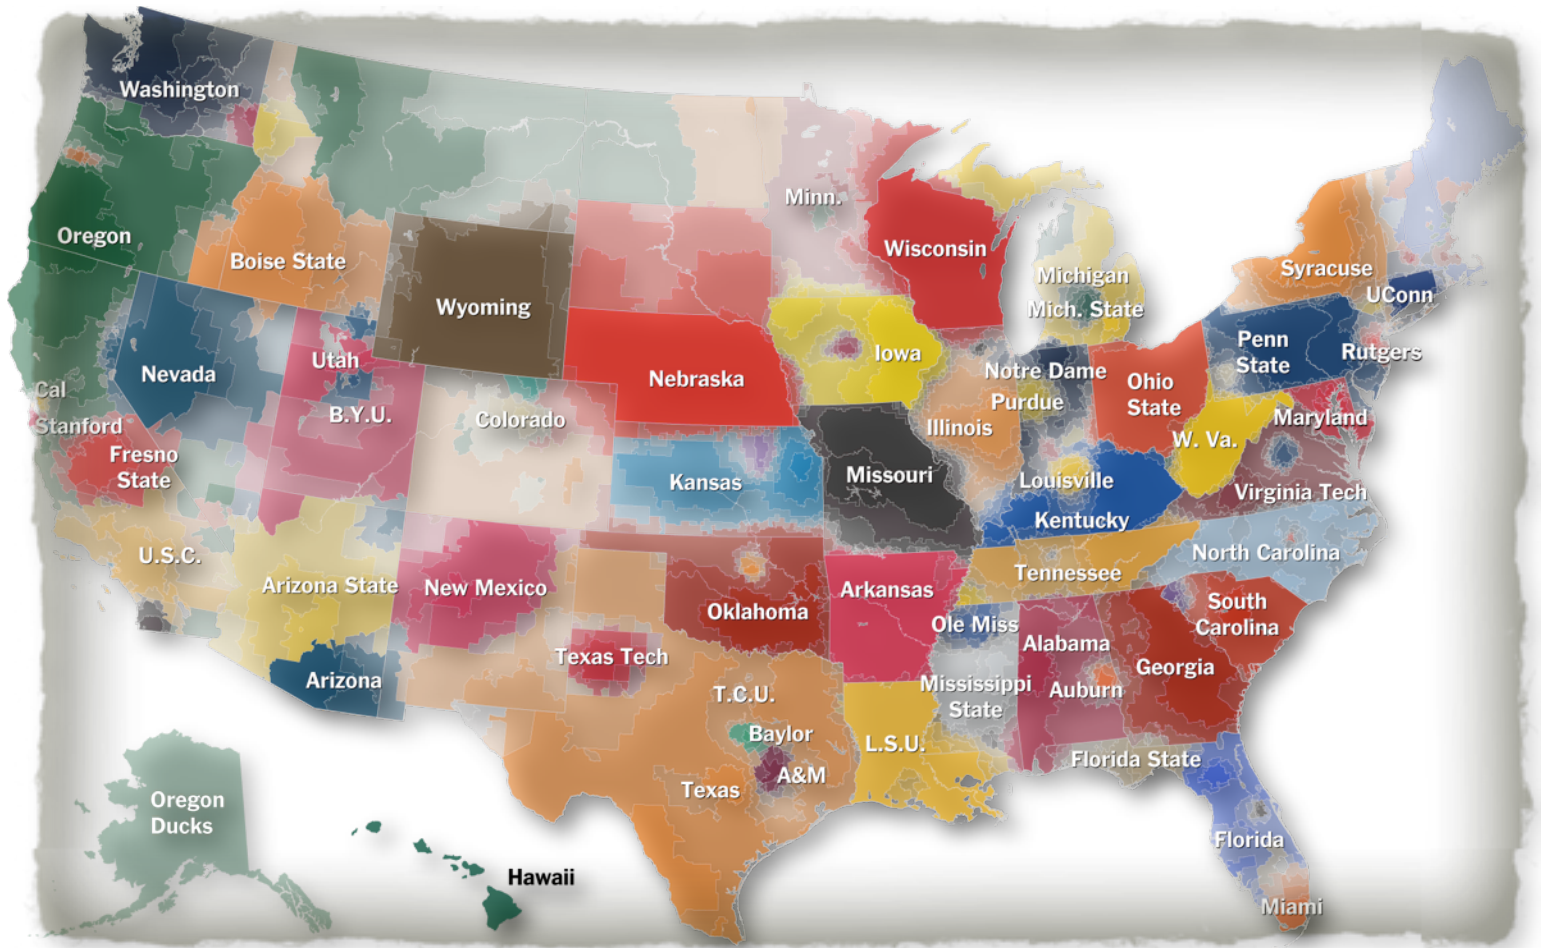 Washington
Oregon
Boise State
Wyoming
Minn.
Wisconsin
Michigan
Mich. State
Syracuse
UConn
Nevada
Utah
B.Y.U.
Colorado
Nebraska
Iowa
Notre Dame
Purdue
Illinois
Ohio
State
Penn
State
Rutgers
Maryland
W. Va.
Cal
Stanford
Fresno
State
Kansas
Missouri
Louisville
Kentucky
Virginia Tech
U.S.C.
Arizona State
New Mexico
Oklahoma
Arkansas
Tennessee
North Carolina
South
Carolina
Ole Miss
Alabama
Georgia
Arizona
Texas Tech
T.C.U.
Mississippi
State
Auburn
Baylor
A&M
L.S.U.
Florida State
Texas
Florida
Oregon
Ducks
Hawaii
Miami